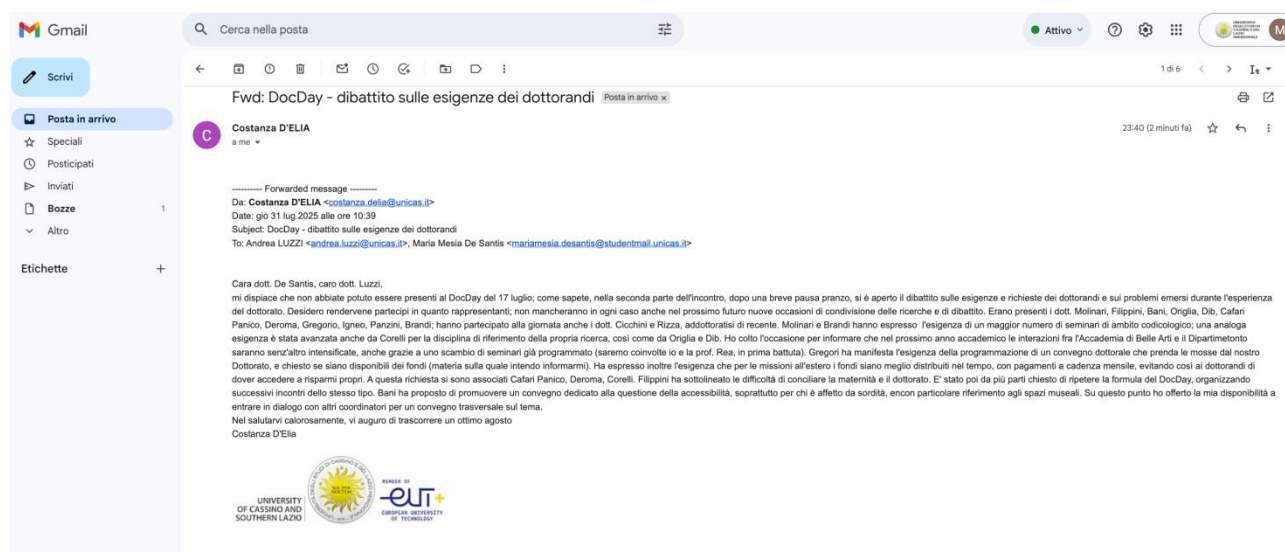 Gmail
Cerca nella posta
Attivo
M
Scrivi
1 di 6
Fwd: DocDay - dibattito sulle esigenze dei dottorandi Posta in arrivo x
Posta in arrivo
Speciali
Posticipati
Inviati
Bozze 1
Altro
Etichette +
C
Costanza D'ELIA
a me
23:40 (2 minuti fa)
---------- Forwarded message ---------
Da: Costanza D'ELIA <costanza.delia@unicas.it>
Date: gio 31 lug 2025 alle ore 10:39
Subject: DocDay - dibattito sulle esigenze dei dottorandi
To: Andrea LUZZI <andrea.luzzi@unicas.it>, Maria Mesia De Santis <mariamesia.desantis@studentmail.unicas.it>
Cara dott. De Santis, caro dott. Luzzi,
mi dispiace che non abbiate potuto essere presenti al DocDay del 17 luglio; come sapete, nella seconda parte dell'incontro, dopo una breve pausa pranzo, si è aperto il dibattito sulle esigenze e richieste dei dottorandi e sui problemi emersi durante l'esperienza
del dottorato. Desidero rendervene partecipi in quanto rappresentanti; non mancheranno in ogni caso anche nel prossimo futuro nuove occasioni di condivisione delle ricerche e di dibattito. Erano presenti i dott. Molinari, Filippini, Bani, Origlia, Dib, Cafari
Panico, Deroma, Gregorio, Igneo, Panzini, Brandi; hanno partecipato alla giornata anche i dott. Cicchini e Rizza, addottoratisi di recente. Molinari e Brandi hanno espresso l'esigenza di un maggior numero di seminari di ambito codicologico; una analoga
esigenza è stata avanzata anche da Corelli per la disciplina di riferimento della propria ricerca, così come da Origlia e Dib. Ho colto l'occasione per informare che nel prossimo anno accademico le interazioni fra l'Accademia di Belle Arti e il Dipartimetonto
saranno senz'altro intensificate, anche grazie a uno scambio di seminari già programmato (saremo coinvolte io e la prof. Rea, in prima battuta). Gregori ha manifesta l'esigenza della programmazione di un convegno dottorale che prenda le mosse dal nostro
Dottorato, e chiesto se siano disponibili dei fondi (materia sulla quale intendo informarmi). Ha espresso inoltre l'esigenza che per le missioni all'estero i fondi siano meglio distribuiti nel tempo, con pagamenti a cadenza mensile, evitando così ai dottorandi di
dover accedere a risparmi propri. A questa richiesta si sono associati Cafari Panico, Deroma, Corelli. Filippini ha sottolineato le difficoltà di conciliare la maternità e il dottorato. E' stato poi da più parti chiesto di ripetere la formula del DocDay, organizzando
successivi incontri dello stesso tipo. Bani ha proposto di promuovere un convegno dedicato alla questione della accessibilità, soprattutto per chi è affetto da sordità, encon particolare riferimento agli spazi museali. Su questo punto ho offerto la mia disponibilità a
entrare in dialogo con altri coordinatori per un convegno trasversale sul tema.
Nel salutarvi calorosamente, vi auguro di trascorrere un ottimo agosto
Costanza D'Elia
UNIVERSITY
OF CASSINO AND
SOUTHERN LAZIO
MEMBER OF
EUT+
EUROPEAN UNIVERSITY
OF TECHNOLOGY